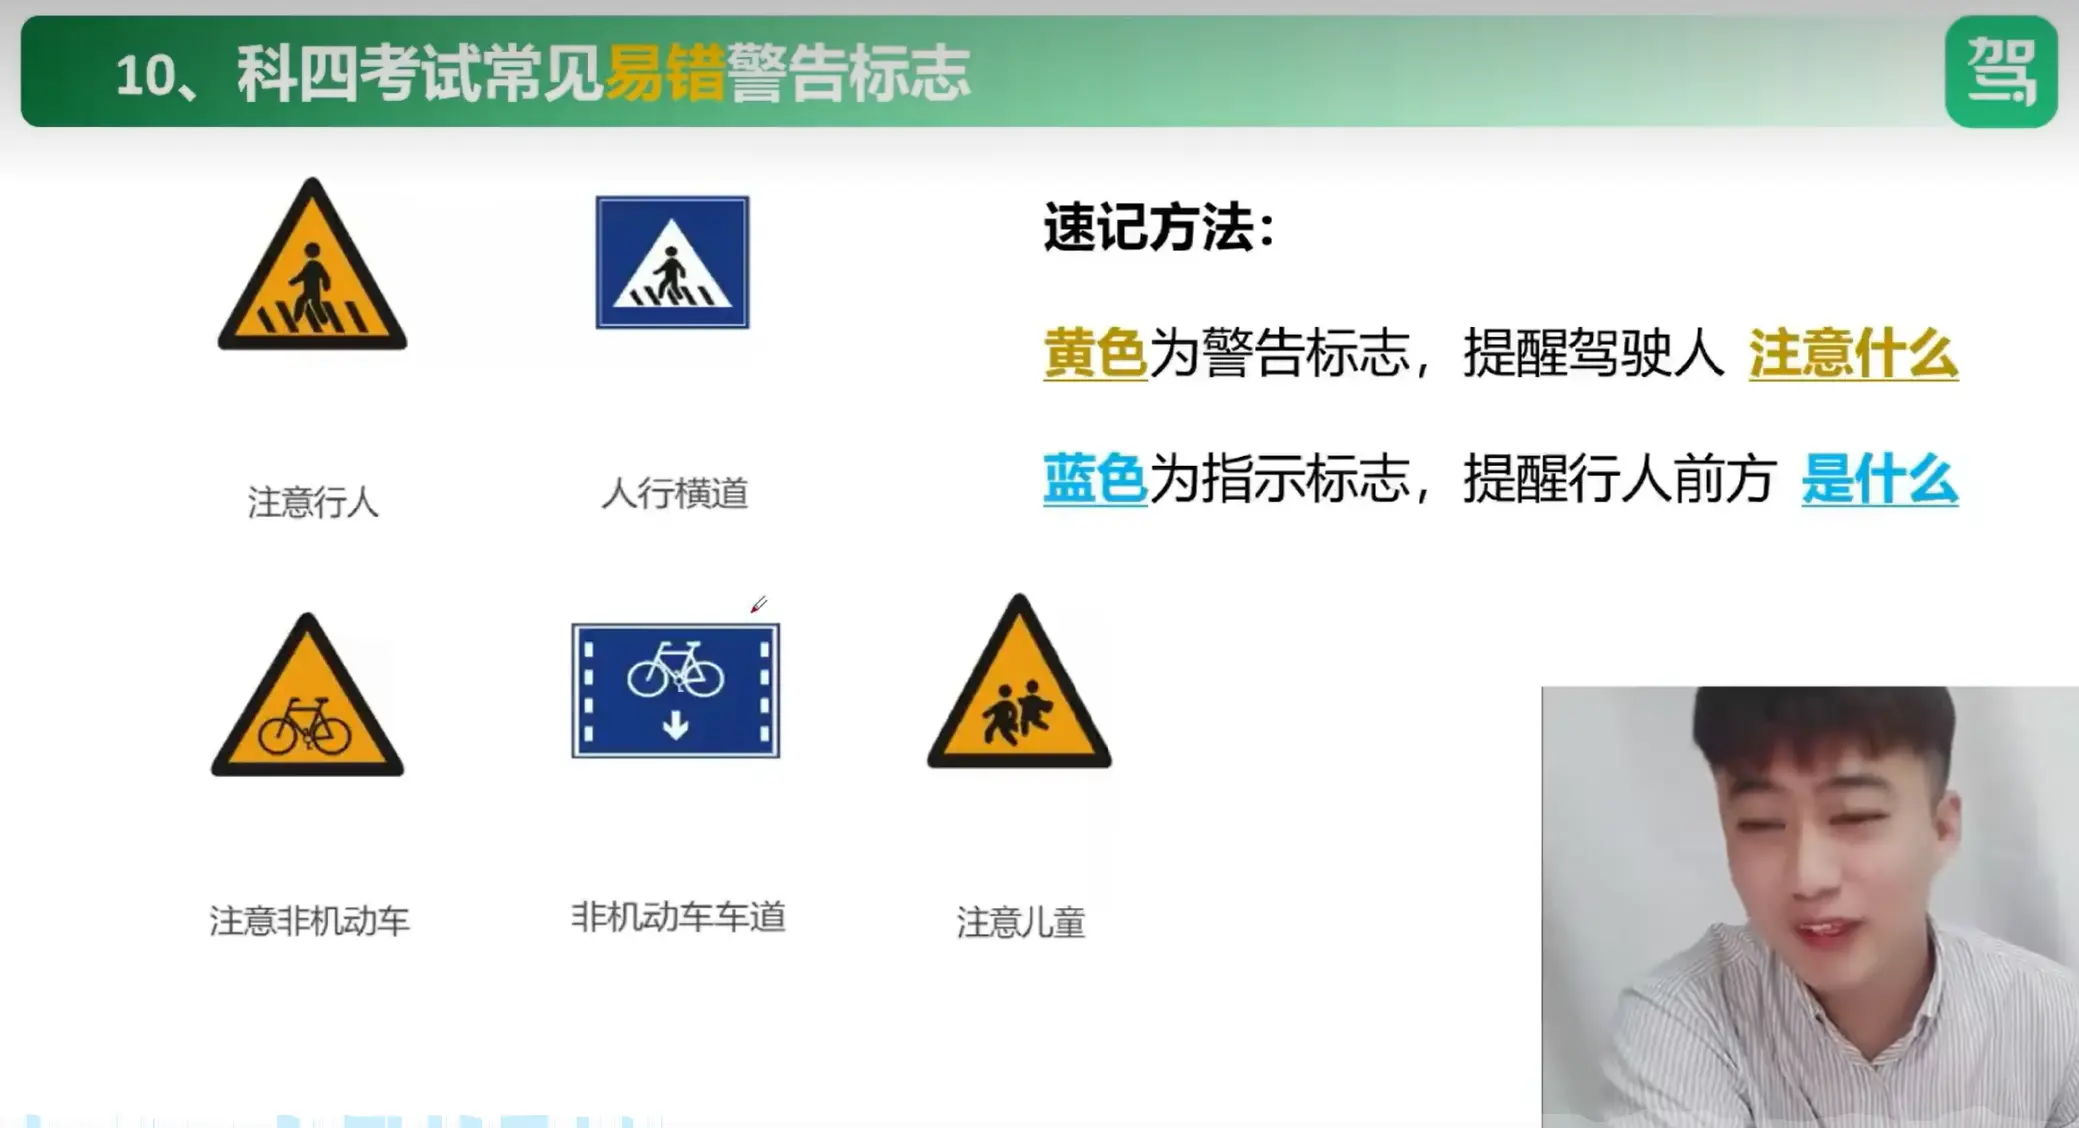 10、科四考试常见易错警告标志
驾
速记方法：
黄色为警告标志，提醒驾驶人 注意什么
蓝色为指示标志，提醒行人前方 是什么
注意行人
人行横道
注意非机动车
非机动车车道
注意儿童